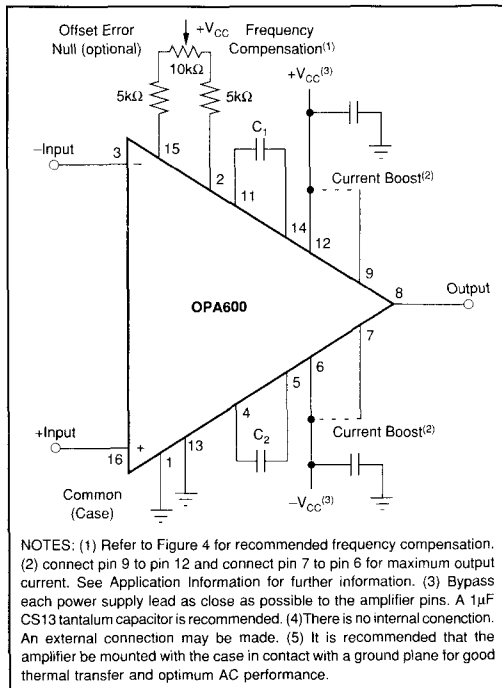 Offset Error
Null (optional)
+VCC
Frequency
Compensation(1)
10kΩ
5kΩ
5kΩ
+VCC(3)
C1
–Input
3
–
15
2
11
14
12
Current Boost(2)
9
OPA600
8
Output
7
6
5
4
C2
Current Boost(2)
+Input
16
+
1
13
Common
(Case)
–VCC(3)
NOTES: (1) Refer to Figure 4 for recommended frequency compensation.
(2) connect pin 9 to pin 12 and connect pin 7 to pin 6 for maximum output
current. See Application Information for further information. (3) Bypass
each power supply lead as close as possible to the amplifier pins. A 1µF
CS13 tantalum capacitor is recommended. (4)There is no internal conenction.
An external connection may be made. (5) It is recommended that the
amplifier be mounted with the case in contact with a ground plane for good
thermal transfer and optimum AC performance.